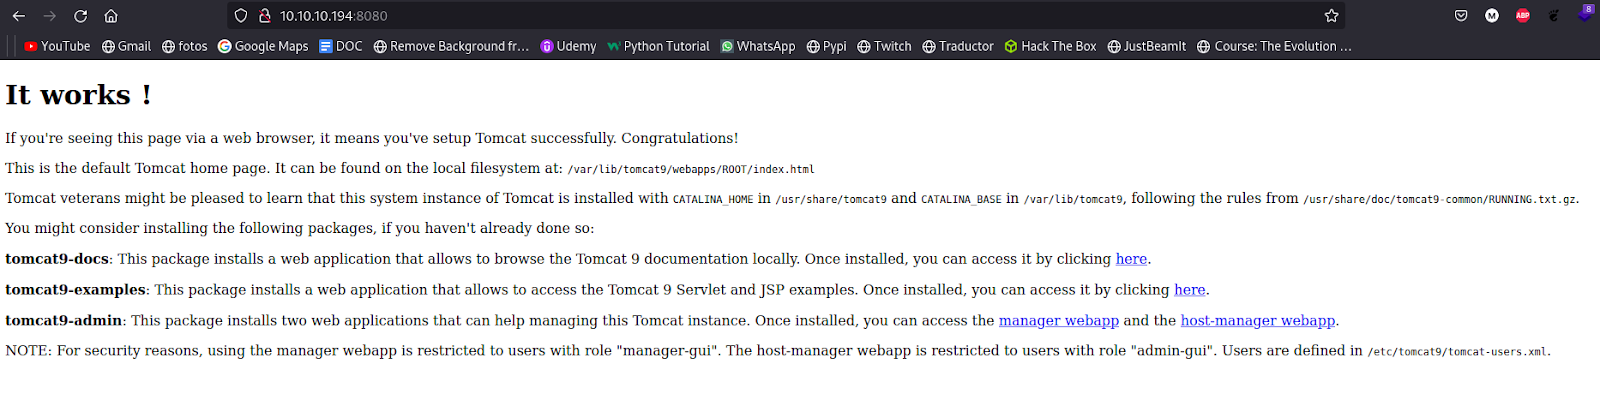 10.10.10.194:8080
8
YouTube Gmail fotos Google Maps DOC Remove Background fr... Udemy Python Tutorial WhatsApp Pypi Twitch Traductor Hack The Box JustBeamIt Course: The Evolution ...
It works !
If you're seeing this page via a web browser, it means you've setup Tomcat successfully. Congratulations!
This is the default Tomcat home page. It can be found on the local filesystem at: /var/lib/tomcat9/webapps/ROOT/index.html
Tomcat veterans might be pleased to learn that this system instance of Tomcat is installed with CATALINA_HOME in /usr/share/tomcat9 and CATALINA_BASE in /var/lib/tomcat9, following the rules from /usr/share/doc/tomcat9-common/RUNNING.txt.gz.
You might consider installing the following packages, if you haven't already done so:
tomcat9-docs: This package installs a web application that allows to browse the Tomcat 9 documentation locally. Once installed, you can access it by clicking here.
tomcat9-examples: This package installs a web application that allows to access the Tomcat 9 Servlet and JSP examples. Once installed, you can access it by clicking here.
tomcat9-admin: This package installs two web applications that can help managing this Tomcat instance. Once installed, you can access the manager webapp and the host-manager webapp.
NOTE: For security reasons, using the manager webapp is restricted to users with role "manager-gui". The host-manager webapp is restricted to users with role "admin-gui". Users are defined in /etc/tomcat9/tomcat-users.xml.